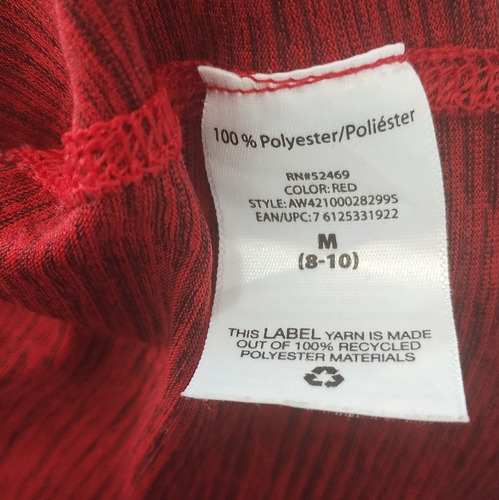 100 % Polyester/Poliéster
RN#52469
COLOR: RED
STYLE: AW42100028299S
EAN/UPC: 7 6125331922
M
(8-10)
THIS LABEL YARN IS MADE
OUT OF 100% RECYCLED
POLYESTER MATERIALS